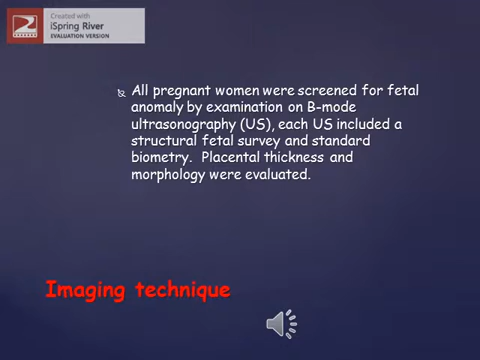 Created with
iSpring River
EVALUATION VERSION
All pregnant women were screened for fetal
anomaly by examination on B-mode
ultrasonography (US), each US included a
structural fetal survey and standard
biometry. Placental thickness and
morphology were evaluated.
Imaging technique